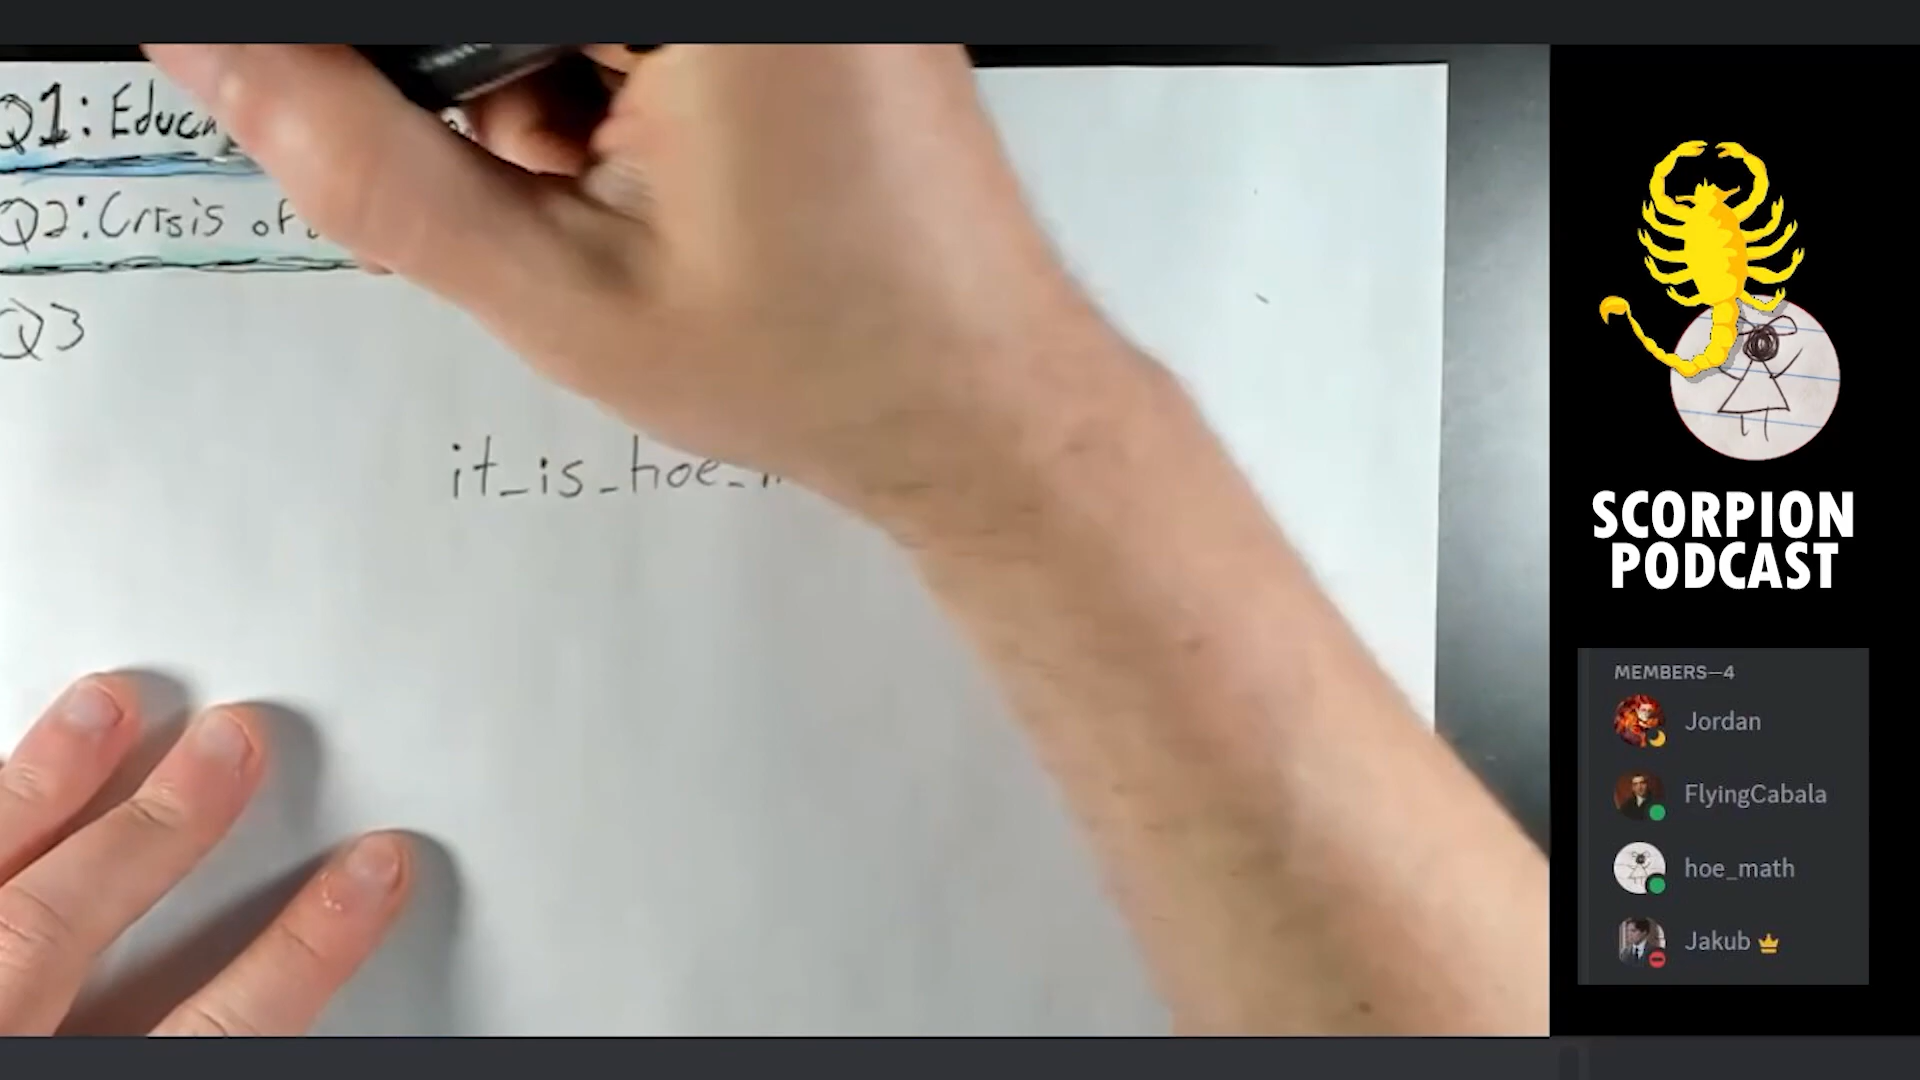 Q1: Educa
Q2: Crisis of
Q3
it_is_hoe_
SCORPION
PODCAST
MEMBERS—4
Jordan
FlyingCabala
hoe_math
Jakub